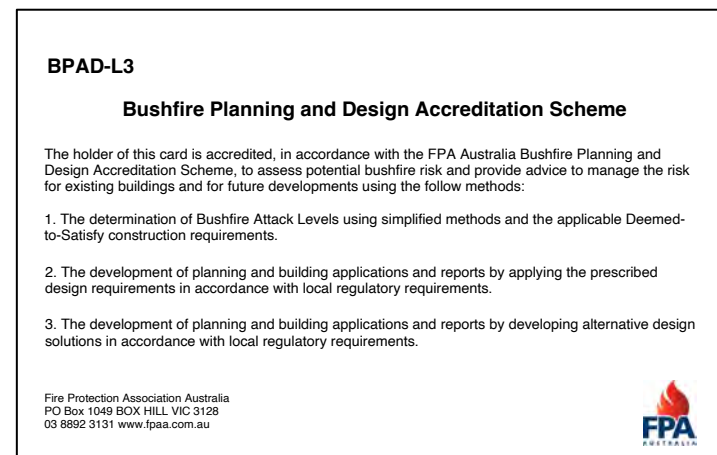 BPAD-L3
Bushfire Planning and Design Accreditation Scheme
The holder of this card is accredited, in accordance with the FPA Australia Bushfire Planning and
Design Accreditation Scheme, to assess potential bushfire risk and provide advice to manage the risk
for existing buildings and for future developments using the follow methods:
1. The determination of Bushfire Attack Levels using simplified methods and the applicable Deemed-
to-Satisfy construction requirements.
2. The development of planning and building applications and reports by applying the prescribed
design requirements in accordance with local regulatory requirements.
3. The development of planning and building applications and reports by developing alternative design
solutions in accordance with local regulatory requirements.
Fire Protection Association Australia
PO Box 1049 BOX HILL VIC 3128
03 8892 3131 www.fpaa.com.au
FPA
AUSTRALIA